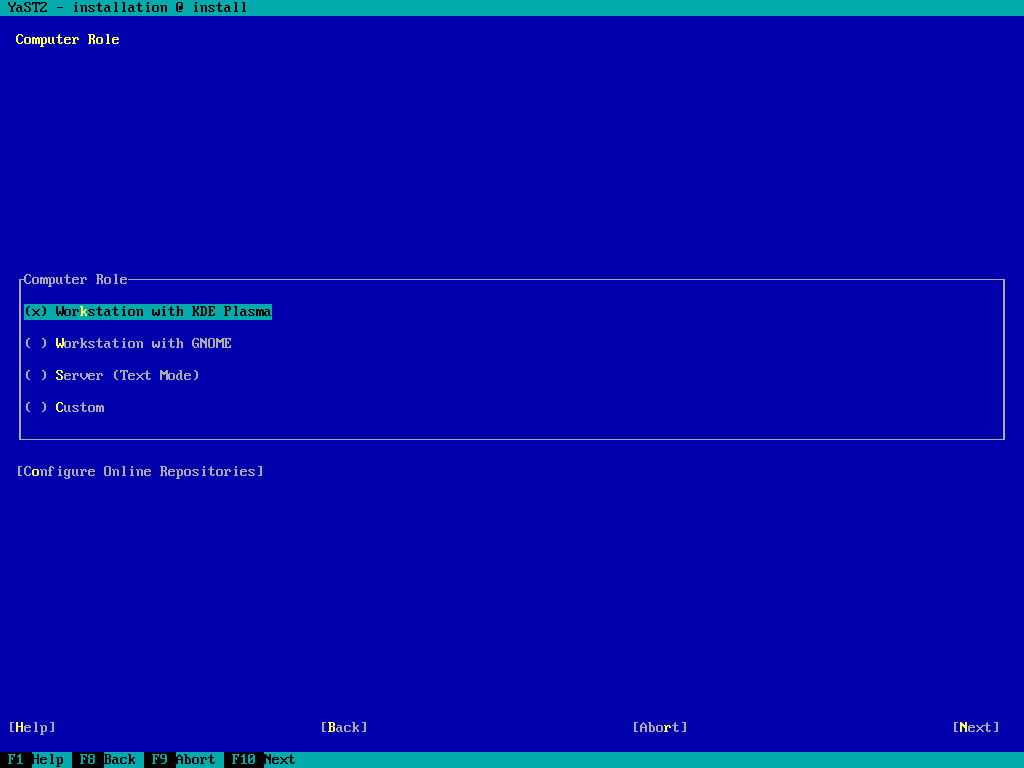 YaST2 - installation @ install
Computer Role
Computer Role
(x) Workstation with KDE Plasma
( ) Workstation with GNOME
( ) Server (Text Mode)
( ) Custom
[Configure Online Repositories]
[Help] [Back] [Abort] [Next]
F1 Help F8 Back F9 Abort F10 Next